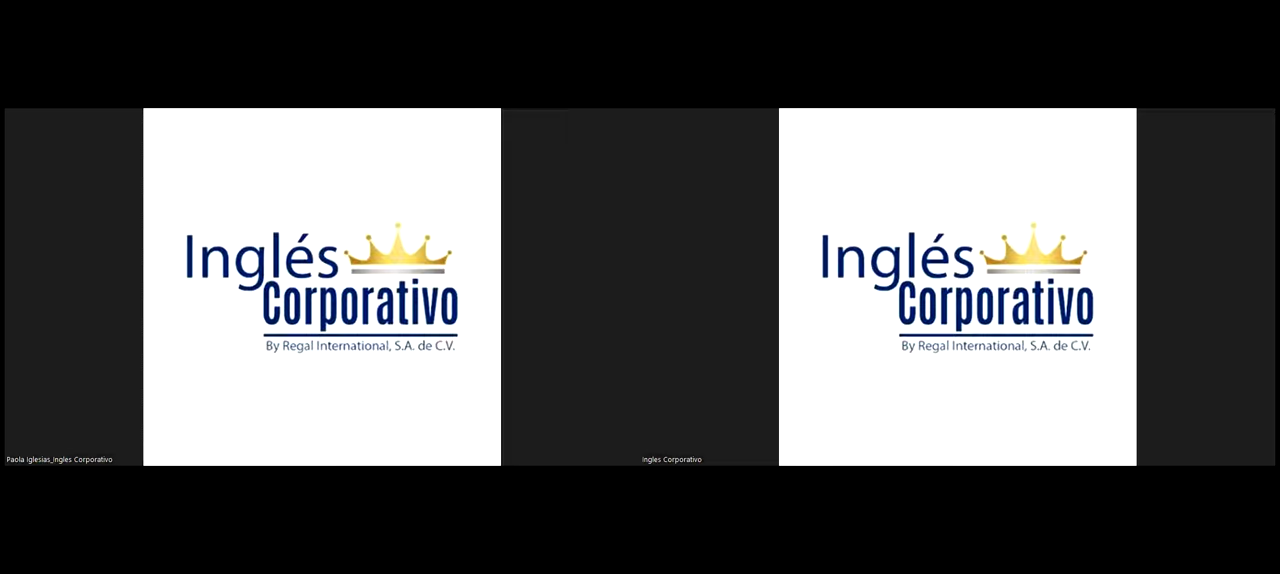 Inglés
Corporativo
By Regal International, S.A. de C.V.
Paola Iglesias_Ingles Corporativo
Inglés
Corporativo
By Regal International, S.A. de C.V.
Ingles Corporativo